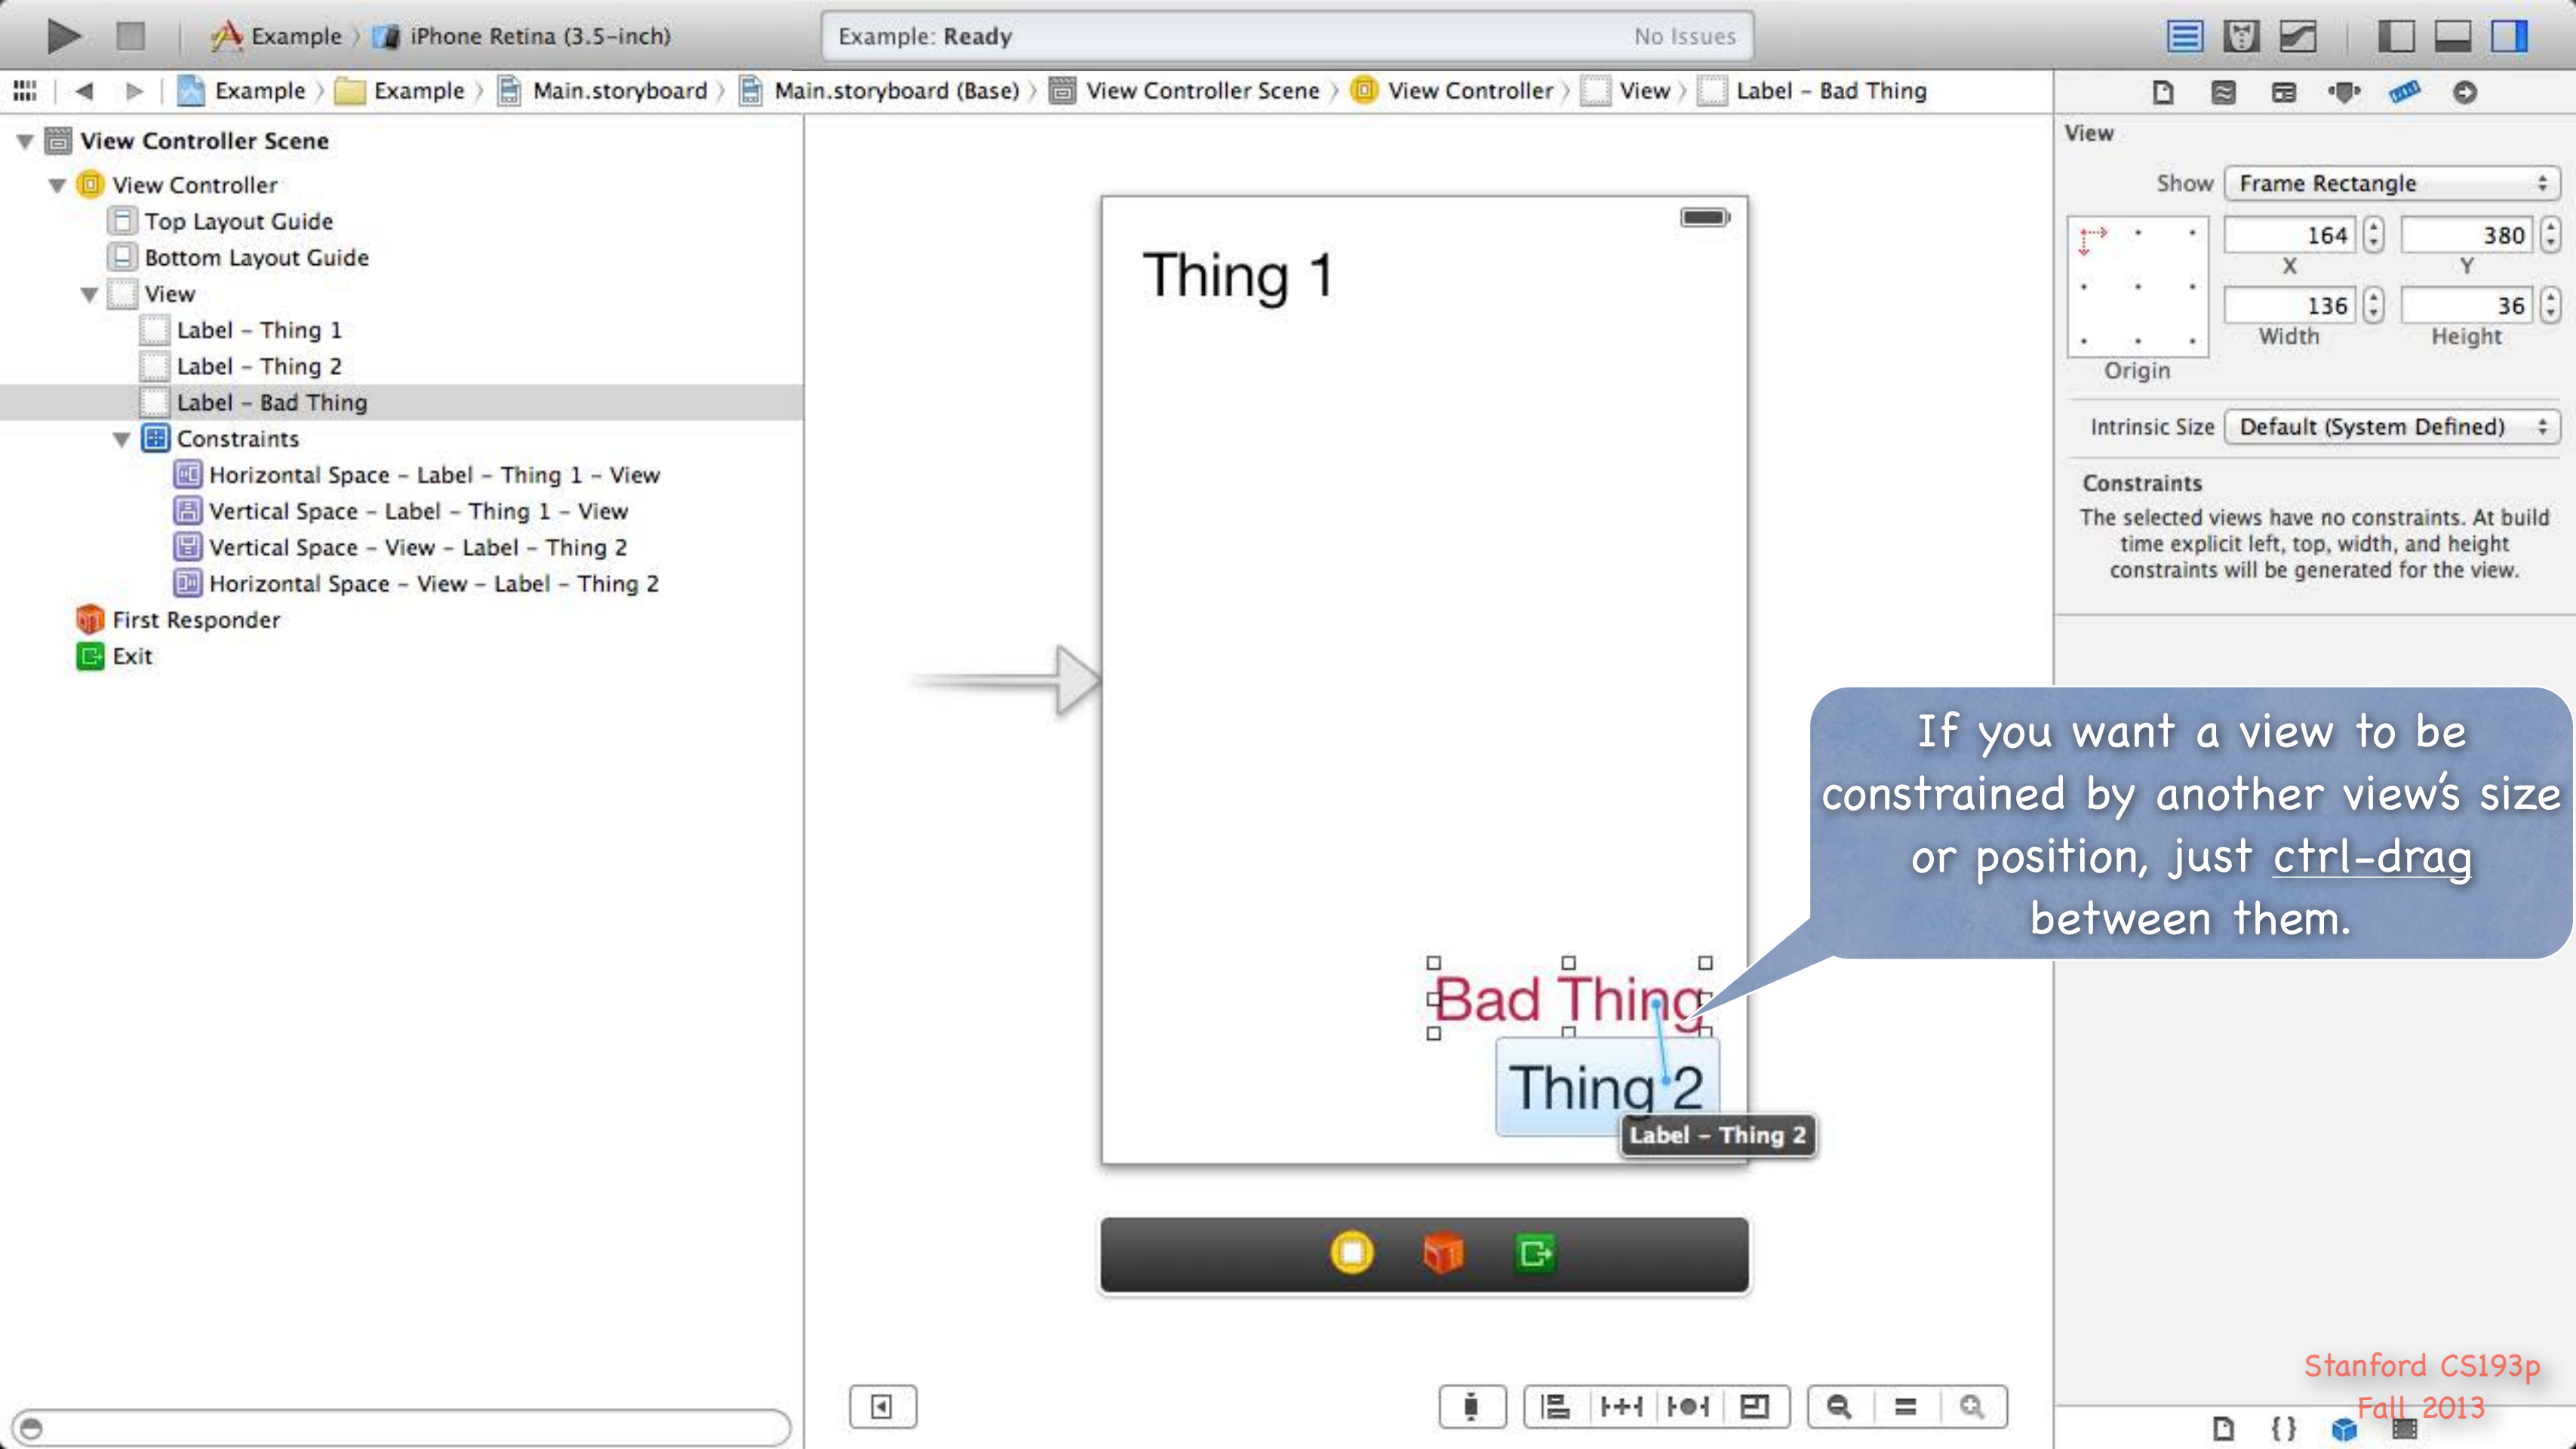 Example
iPhone Retina (3.5-inch)
Example: Ready
No Issues
Example
Example
Main.storyboard
Main.storyboard (Base)
View Controller Scene
View Controller
View
Label – Bad Thing
View Controller Scene
View Controller
Top Layout Guide
Bottom Layout Guide
View
Label – Thing 1
Label – Thing 2
Label – Bad Thing
Constraints
Horizontal Space – Label – Thing 1 – View
Vertical Space – Label – Thing 1 – View
Vertical Space – View – Label – Thing 2
Horizontal Space – View – Label – Thing 2
First Responder
Exit
Thing 1
Bad Thing
Thing 2
Label – Thing 2
View
Show
Frame Rectangle
164
380
X
Y
136
36
Width
Height
Origin
Intrinsic Size
Default (System Defined)
Constraints
The selected views have no constraints. At build
time explicit left, top, width, and height
constraints will be generated for the view.
If you want a view to be
constrained by another view's size
or position, just ctrl-drag
between them.
Stanford CS193p
Fall 2013